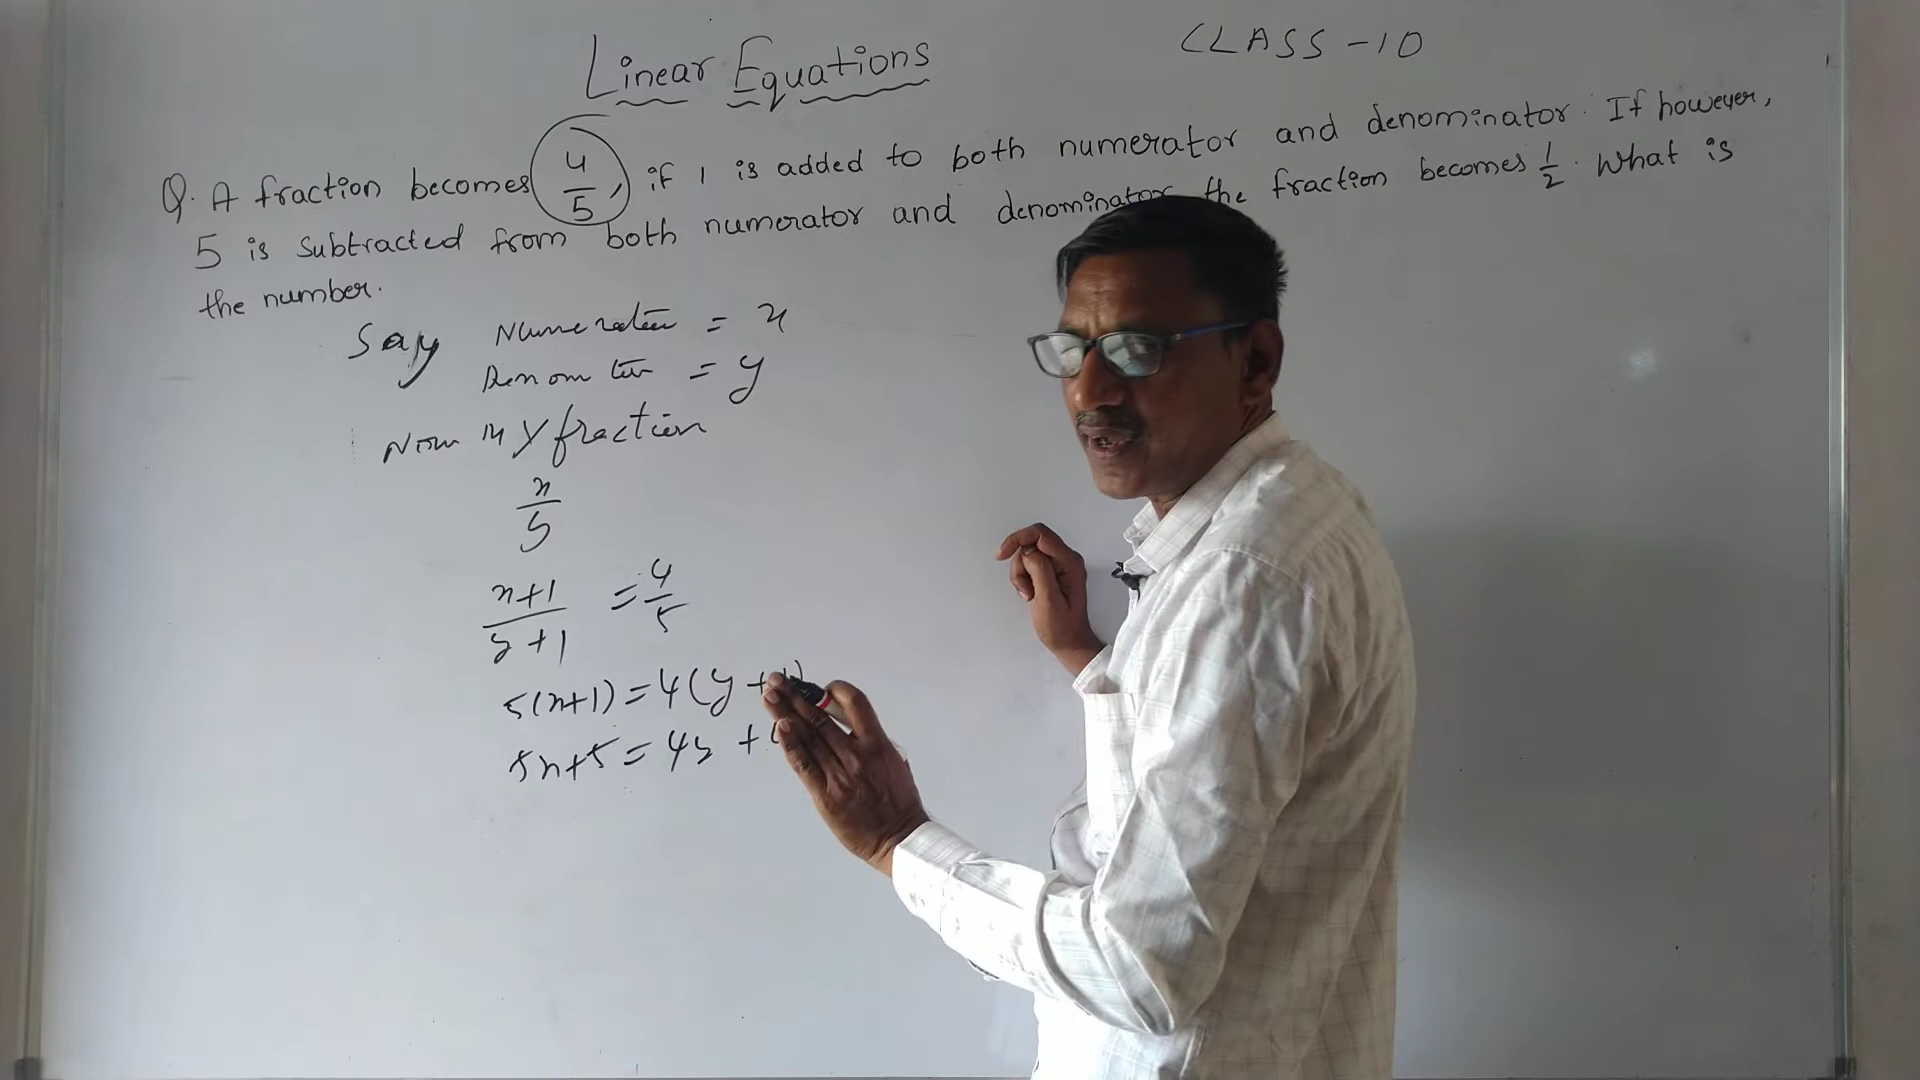 Linear Equations
CLASS-10
Q. A fraction becomes 4/5, if 1 is added to both numerator and denominator. If however,
5 is subtracted from both numerator and denominator the fraction becomes 1/2. What is
the number.
Say Numerator = x
= y
Now my fraction
x/y
x+1/y+1 = 4/5
5(x+1) = 4(y+1)
5x+5 = 4y +